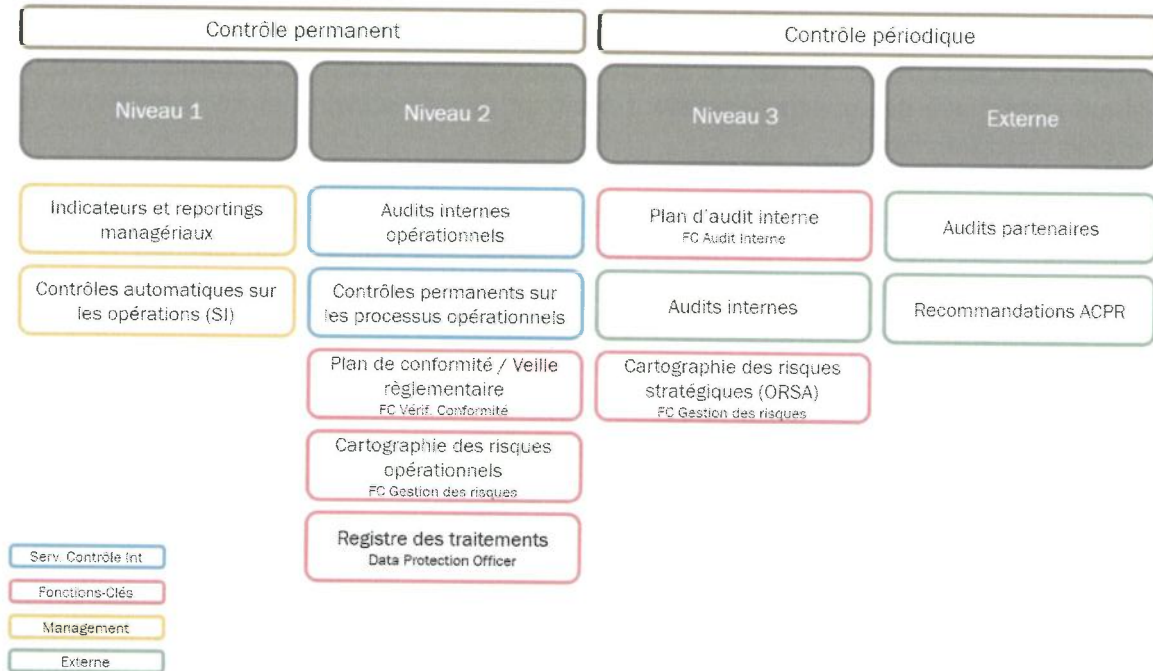 Contrôle permanent
Contrôle périodique
Niveau 1
Niveau 2
Niveau 3
Externe
Indicateurs et reportings
managériaux
Contrôles automatiques sur
les opérations (SI)
Audits internes
opérationnels
Contrôles permanents sur
les processus opérationnels
Plan de conformité / Veille
règlementaire
FC Vérif. Conformité
Cartographie des risques
opérationnels
FC Gestion des risques
Registre des traitements
Data Protection Officer
Plan d'audit interne
FC Audit Interne
Audits internes
Cartographie des risques
stratégiques (ORSA)
FC Gestion des risques
Audits partenaires
Recommandations ACPR
Serv. Contrôle Int
Fonctions-Clés
Management
Externe